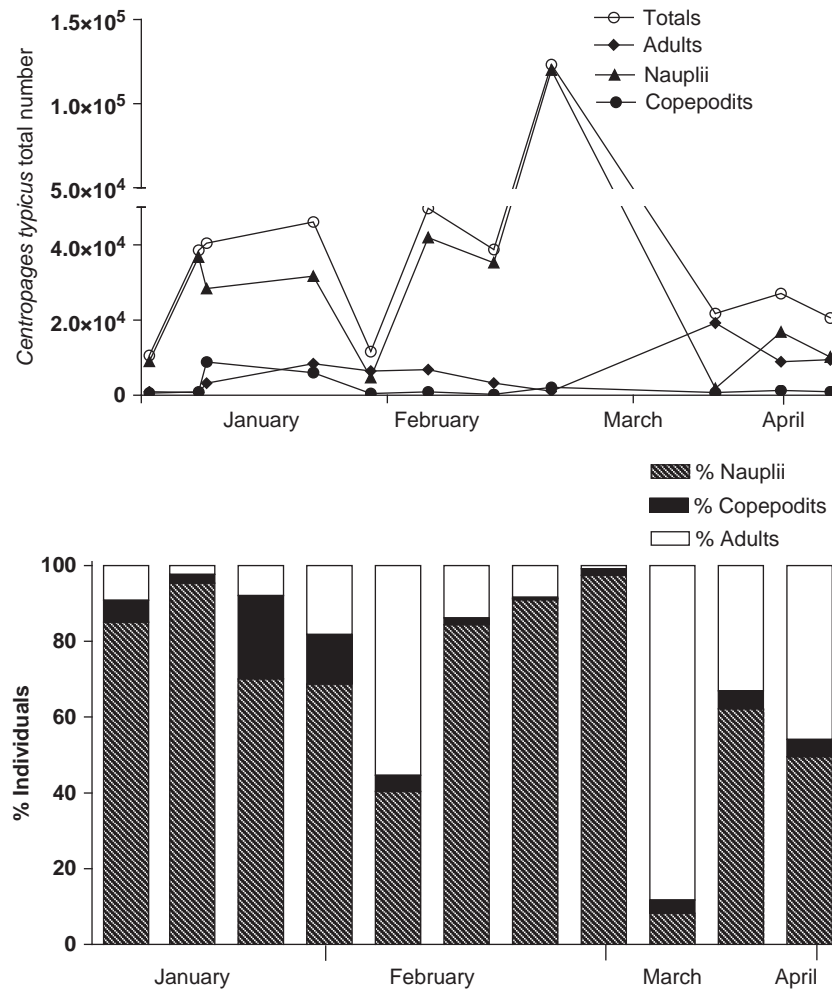 1.5×10⁵
1.0×10⁵
5.0×10⁴
4.0×10⁴
2.0×10⁴
0
Centropages typicus total number
Totals
Adults
Nauplii
Copepodits
January
February
March
April
% Nauplii
% Copepodits
% Adults
100
80
60
40
20
0
% Individuals
January
February
March
April